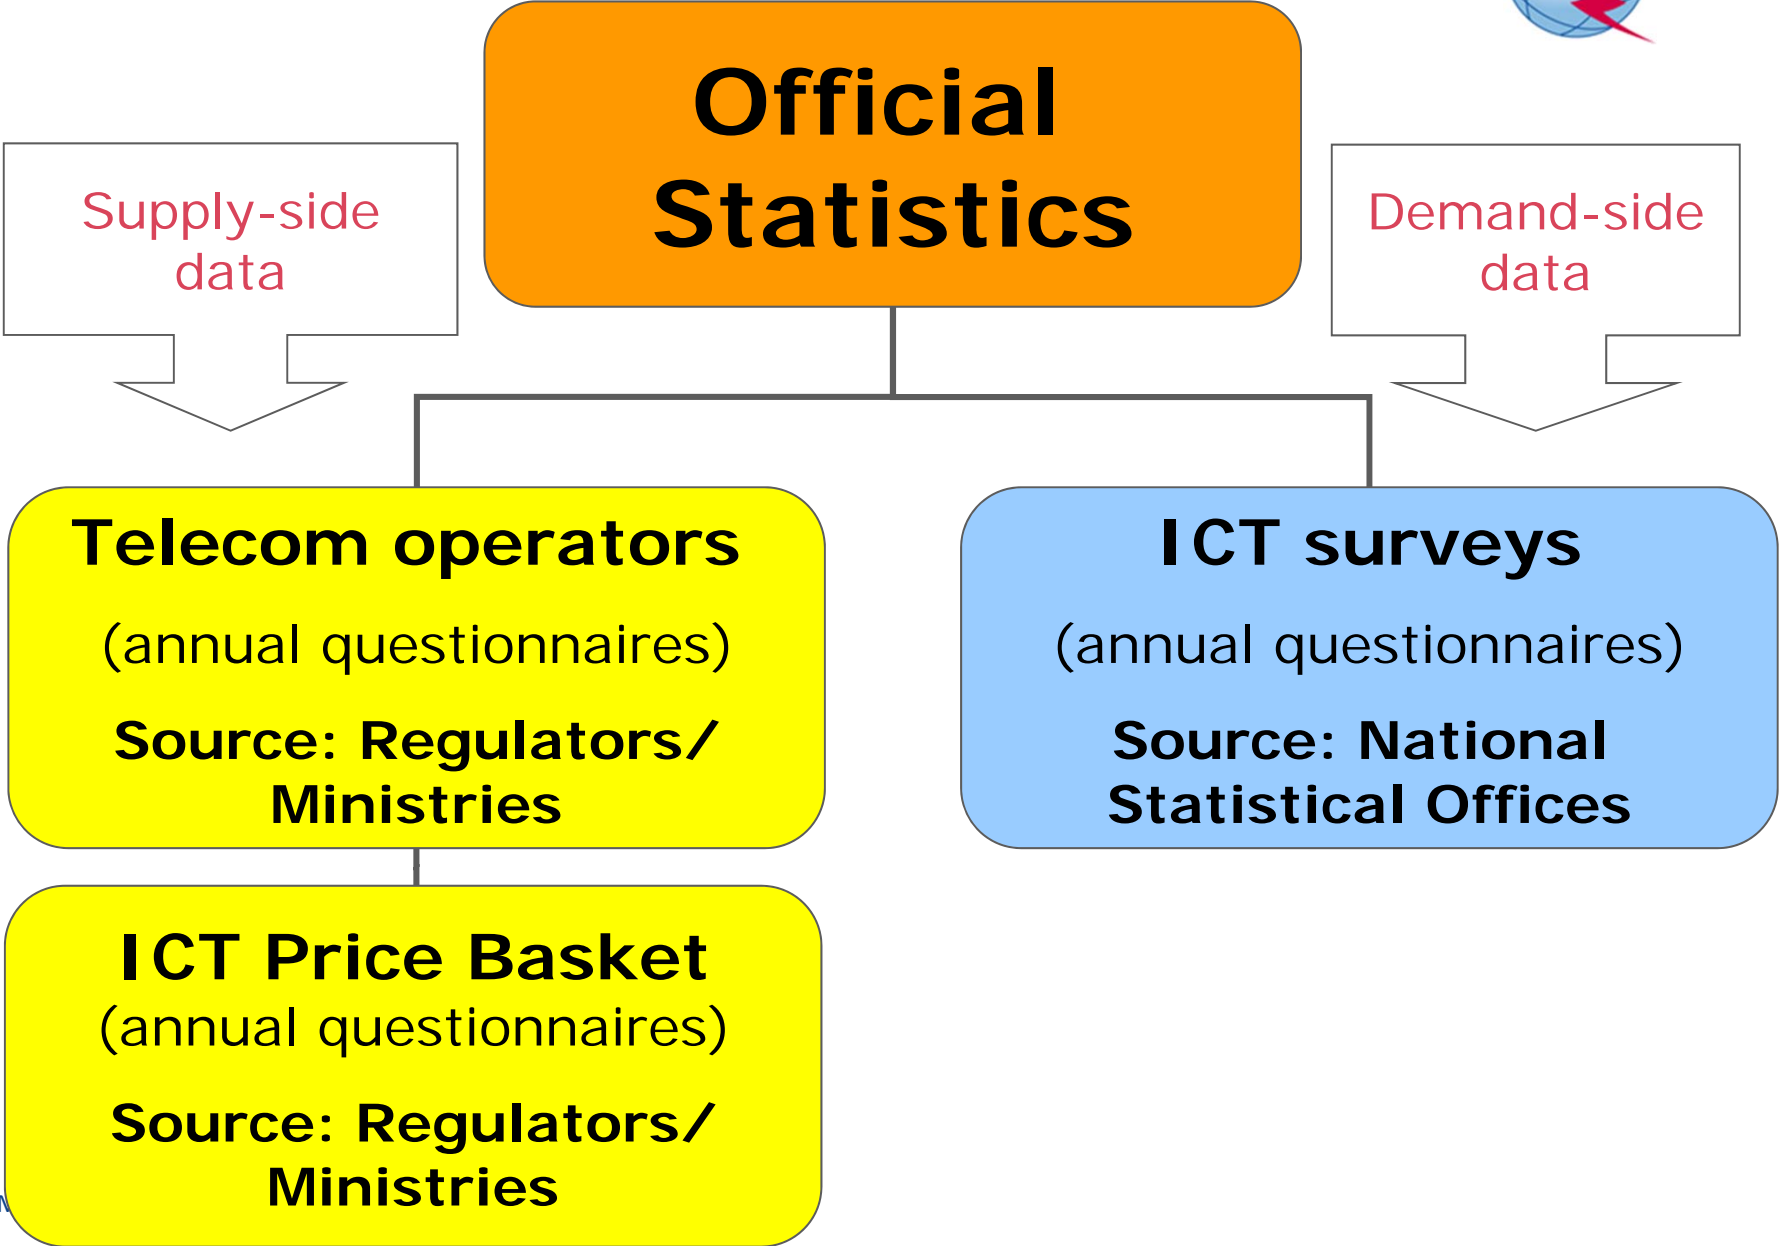 Official
Statistics
Supply-side
data
Demand-side
data
Telecom operators
(annual questionnaires)
Source: Regulators/
Ministries
ICT surveys
(annual questionnaires)
Source: National
Statistical Offices
ICT Price Basket
(annual questionnaires)
Source: Regulators/
Ministries